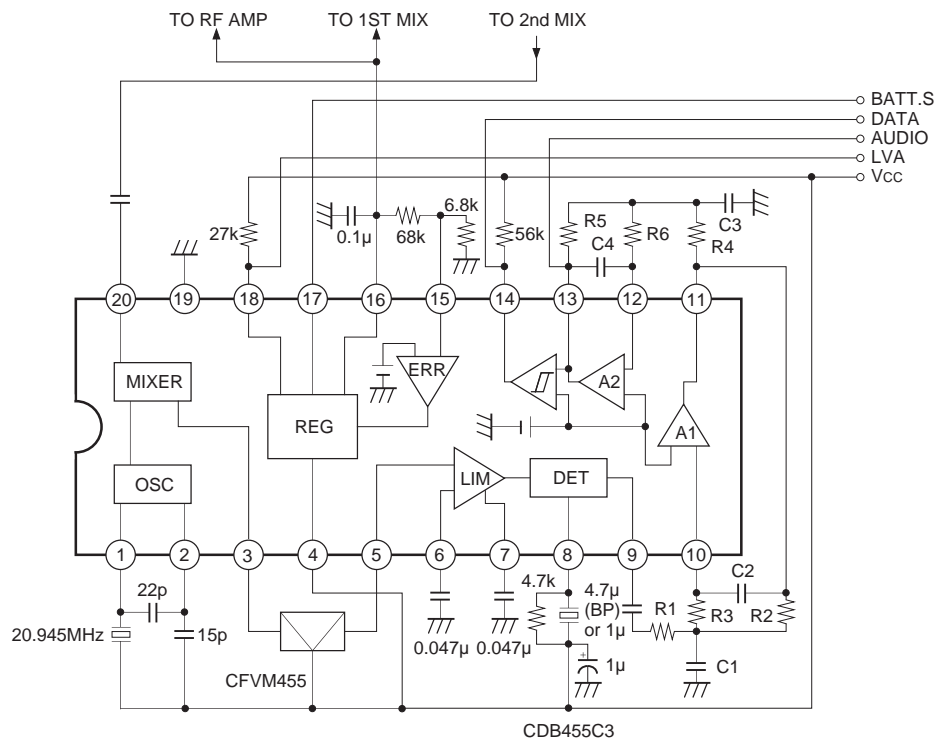 TO RF AMP TO 1ST MIX TO 2nd MIX
BATT.S
DATA
AUDIO
LVA
VCC
27k
0.1μ
68k
6.8k
56k
R5
C4
R6
C3
R4
20 19 18 17 16 15 14 13 12 11
MIXER
ERR
A2
REG
A1
OSC
LIM
DET
1 2 3 4 5 6 7 8 9 10
22p
20.945MHz
15p
CFVM455
0.047μ 0.047μ
4.7k
4.7μ
(BP)
or 1μ
1μ
+
R1
C2
R3
R2
C1
CDB455C3